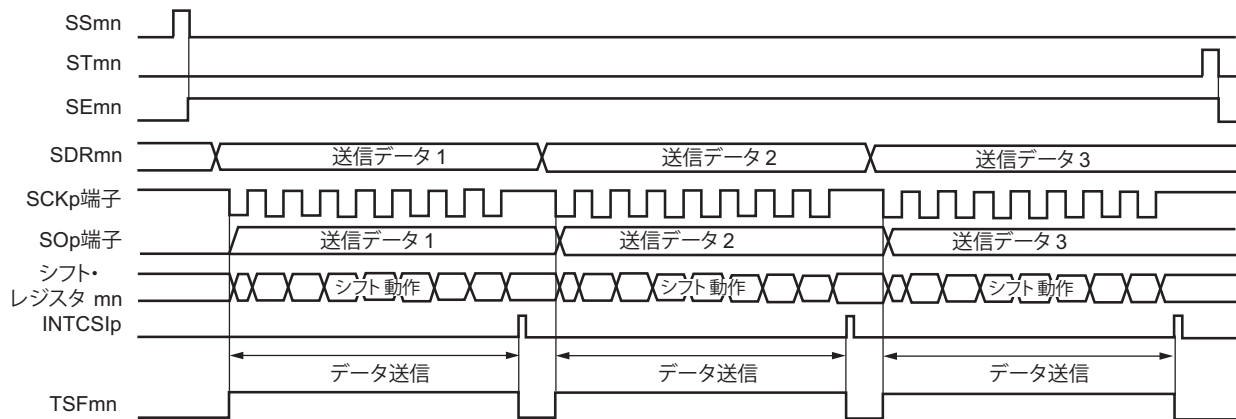 SSmn
STmn
SEmn
SDRmn 送信データ 1 送信データ 2 送信データ 3
SCKp端子
SOp端子 送信データ 1 送信データ 2 送信データ 3
シフト・
レジスタ mn シフト動作 シフト動作 シフト動作
INTCSIp
データ送信 データ送信 データ送信
TSFmn